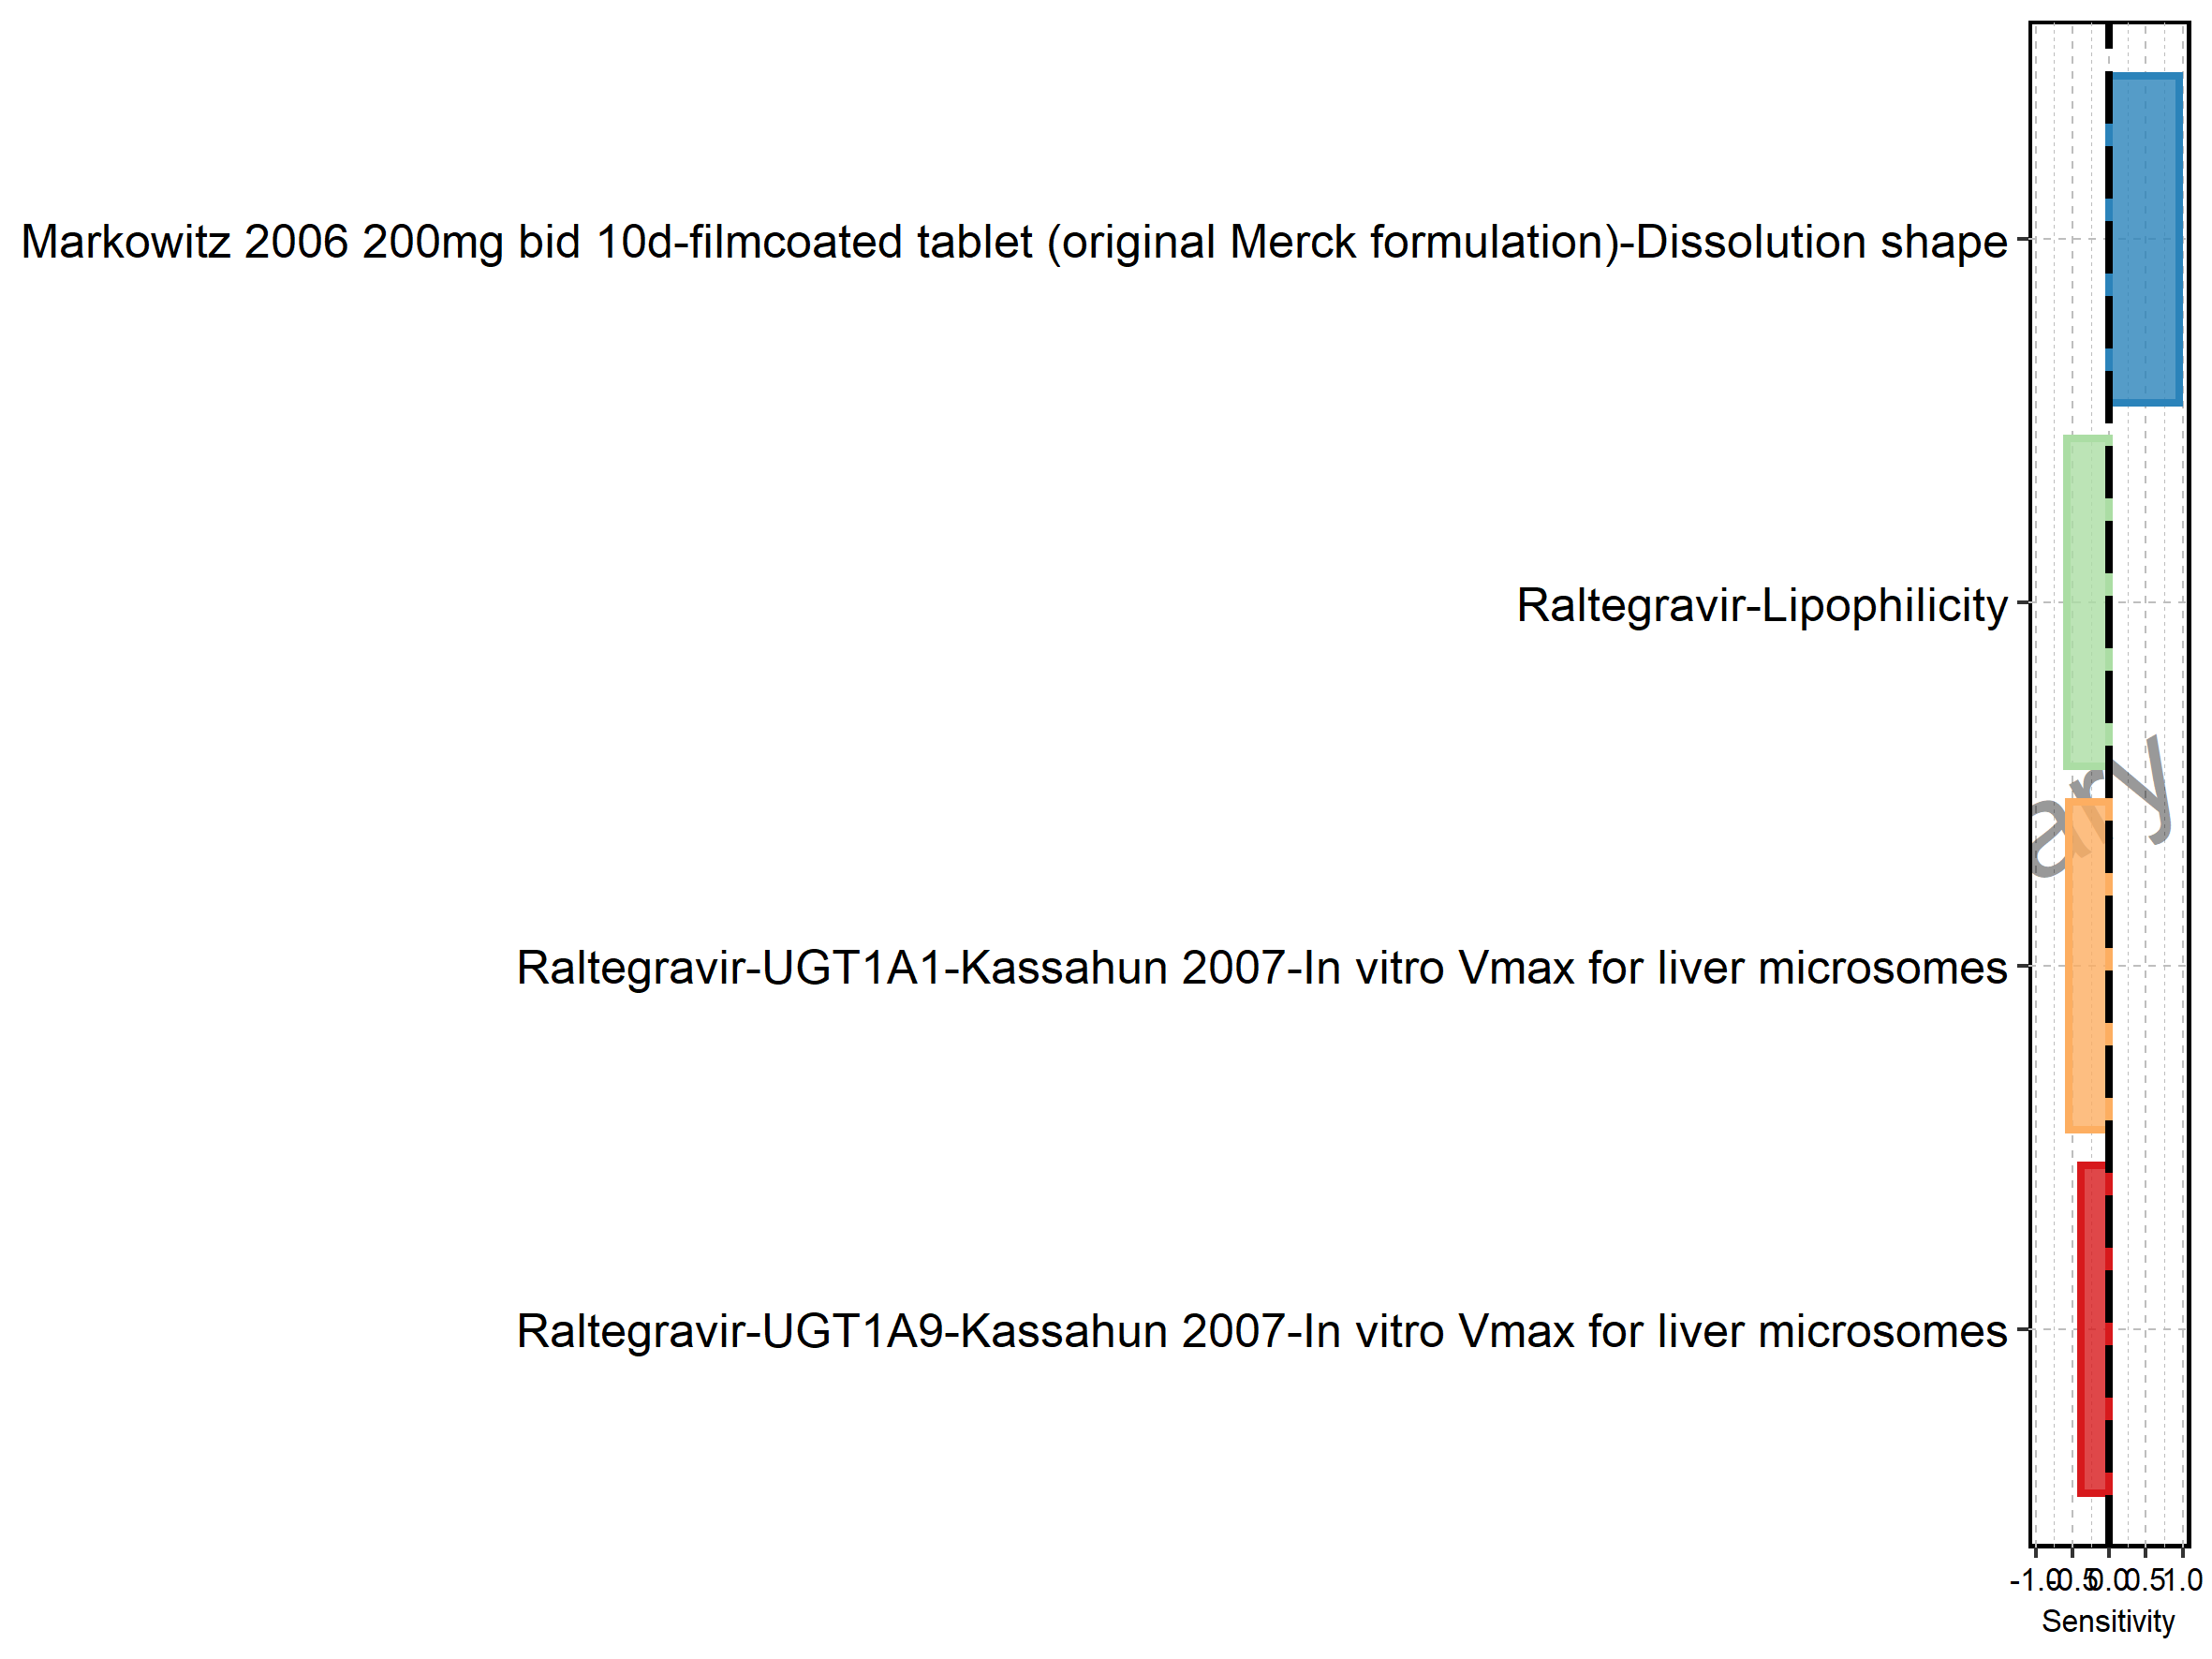 Markowitz 2006 200mg bid 10d-filmcoated tablet (original Merck formulation)-Dissolution shape
Raltegravir-Lipophilicity
ary
Raltegravir-UGT1A1-Kassahun 2007-In vitro Vmax for liver microsomes
Raltegravir-UGT1A9-Kassahun 2007-In vitro Vmax for liver microsomes
-1.0 -0.5 0.0 0.5 1.0
Sensitivity